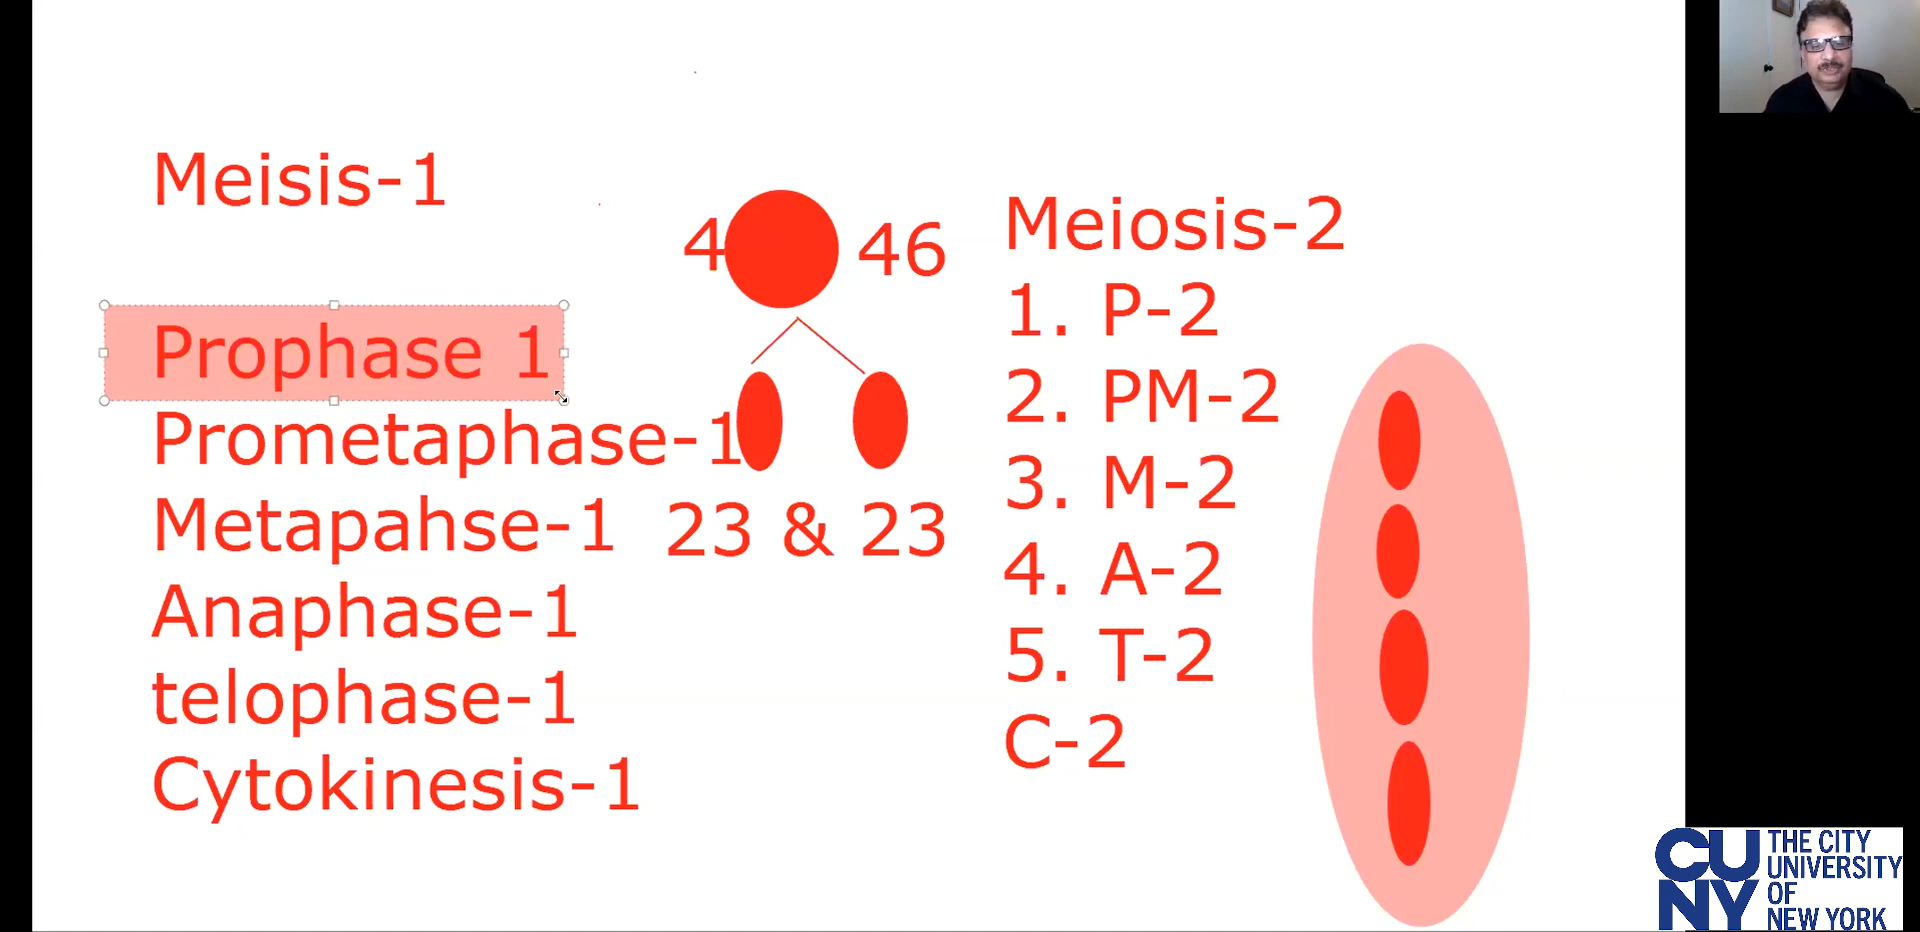 Meisis-1
Prophase 1
Prometaphase-1
Metapahse-1
Anaphase-1
telophase-1
Cytokinesis-1
4 46
23 & 23
Meiosis-2
1. P-2
2. PM-2
3. M-2
4. A-2
5. T-2
C-2
CU
NY
THE CITY
UNIVERSITY
OF
NEW YORK